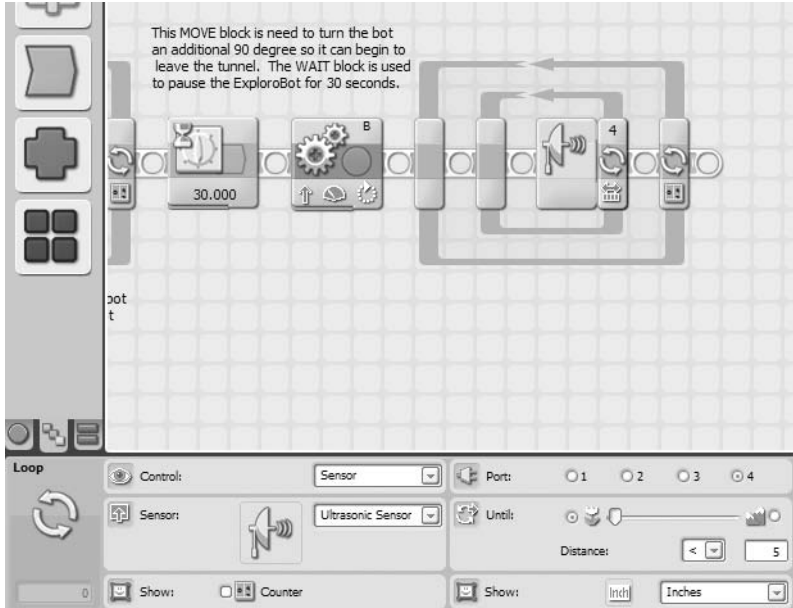 This MOVE block is need to turn the bot
an additional 90 degree so it can begin to
leave the tunnel. The WAIT block is used
to pause the ExploroBot for 30 seconds.
B
4
30.000
bot
t
Loop
Control:
Sensor
Port:
1
2
3
4
Sensor:
Ultrasonic Sensor
Until:
Distance:
<
5
0
Show:
Counter
Show:
Inch
Inches